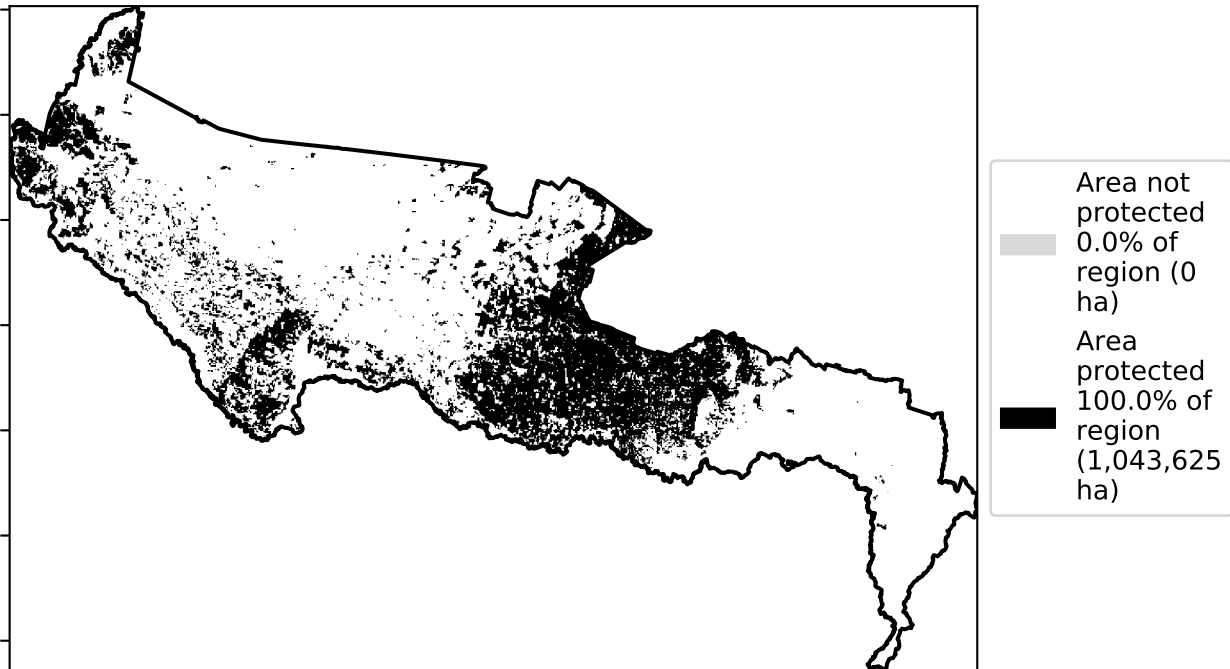 Area not
protected
0.0% of
region (0
ha)
Area
protected
100.0% of
region
(1,043,625
ha)